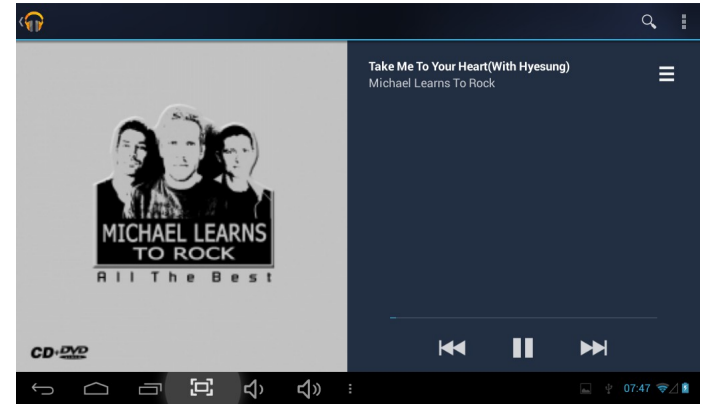 Take Me To Your Heart(With Hyesung)
Michael Learns To Rock
MICHAEL LEARNS
TO ROCK
All The Best
CD+DVD
VIDEO
07:47